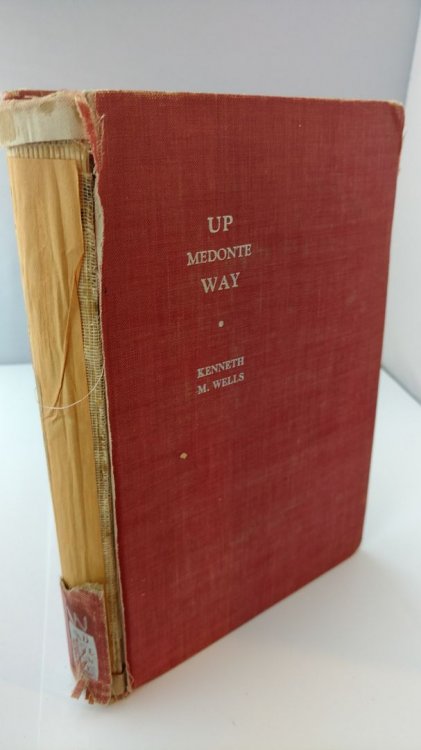 UP
MEDONTE
WAY
KENNETH
M. WELLS